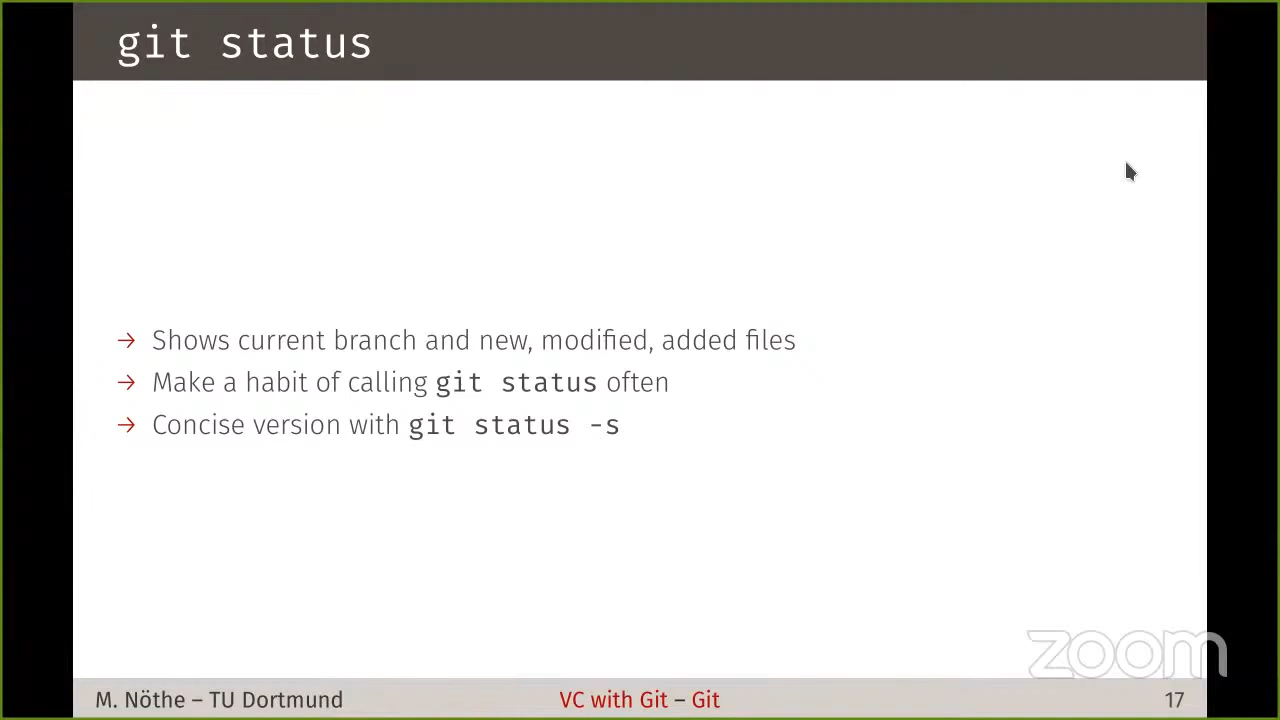 git status
→ Shows current branch and new, modified, added files
→ Make a habit of calling git status often
→ Concise version with git status -s
zoom
M. Nöthe – TU Dortmund VC with Git – Git 17